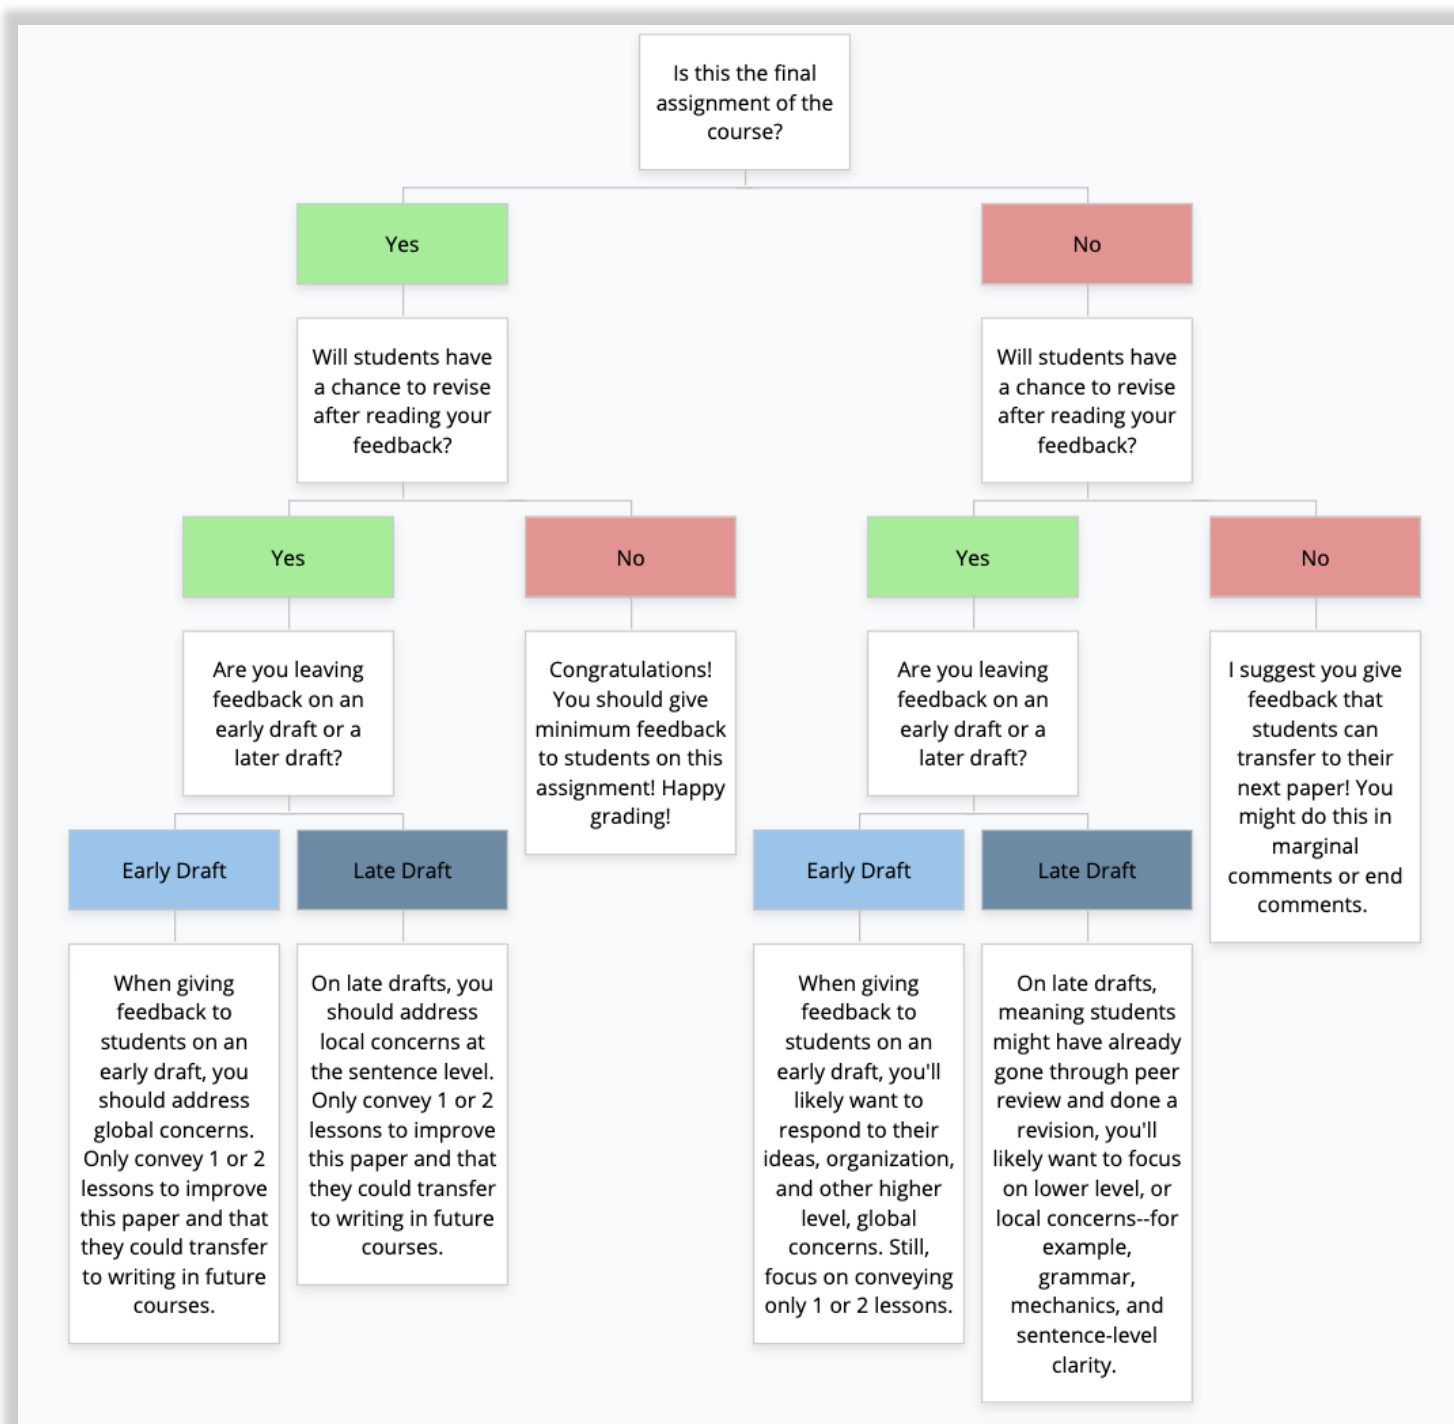 Is this the final
assignment of the
course?
Yes
No
Will students have
a chance to revise
after reading your
feedback?
Will students have
a chance to revise
after reading your
feedback?
Yes
No
Yes
No
Are you leaving
feedback on an
early draft or a
later draft?
Congratulations!
You should give
minimum feedback
to students on this
assignment! Happy
grading!
Are you leaving
feedback on an
early draft or a
later draft?
I suggest you give
feedback that
students can
transfer to their
next paper! You
might do this in
marginal
comments or end
comments.
Early Draft
Late Draft
Early Draft
Late Draft
When giving
feedback to
students on an
early draft, you
should address
global concerns.
Only convey 1 or 2
lessons to improve
this paper and that
they could transfer
to writing in future
courses.
On late drafts, you
should address
local concerns at
the sentence level.
Only convey 1 or 2
lessons to improve
this paper and that
they could transfer
to writing in future
courses.
When giving
feedback to
students on an
early draft, you'll
likely want to
respond to their
ideas, organization,
and other higher
level, global
concerns. Still,
focus on conveying
only 1 or 2 lessons.
On late drafts,
meaning students
might have already
gone through peer
review and done a
revision, you'll
likely want to focus
on lower level, or
local concerns--for
example,
grammar,
mechanics, and
sentence-level
clarity.